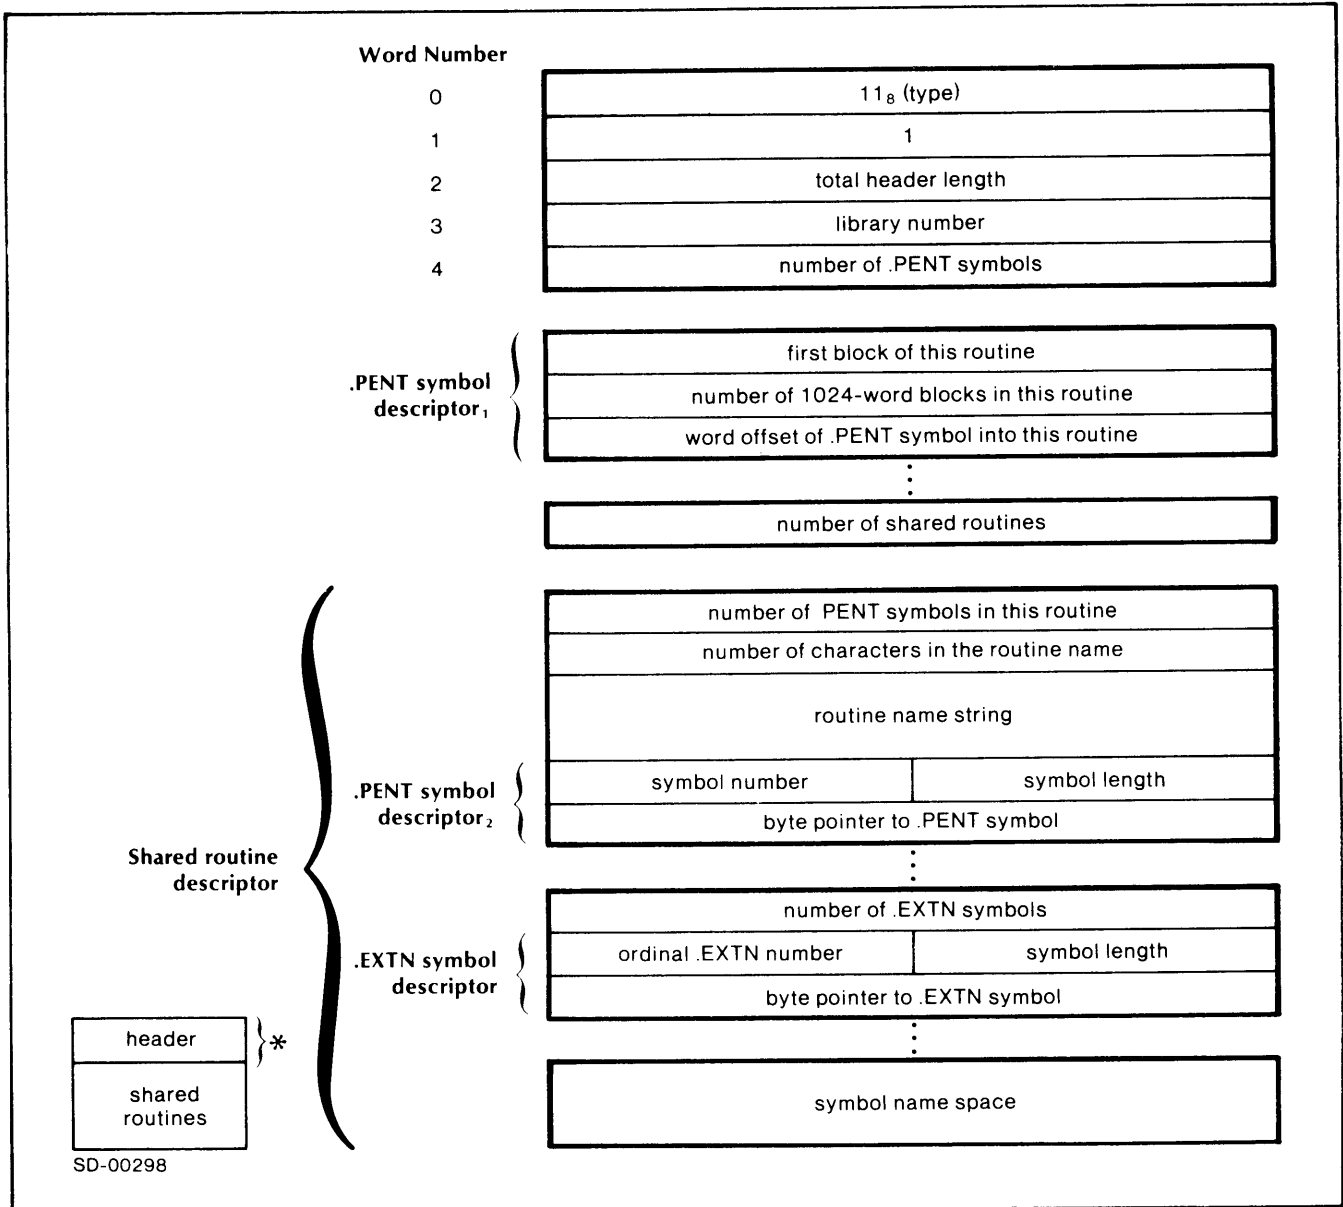 Word Number
0 11₈ (type)
1 1
2 total header length
3 library number
4 number of .PENT symbols
.PENT symbol
descriptor₁
first block of this routine
number of 1024-word blocks in this routine
word offset of .PENT symbol into this routine
number of shared routines
Shared routine
descriptor
number of PENT symbols in this routine
number of characters in the routine name
routine name string
.PENT symbol
descriptor₂
symbol number symbol length
byte pointer to .PENT symbol
number of .EXTN symbols
.EXTN symbol
descriptor
ordinal .EXTN number symbol length
byte pointer to .EXTN symbol
symbol name space
header *
shared
routines
SD-00298